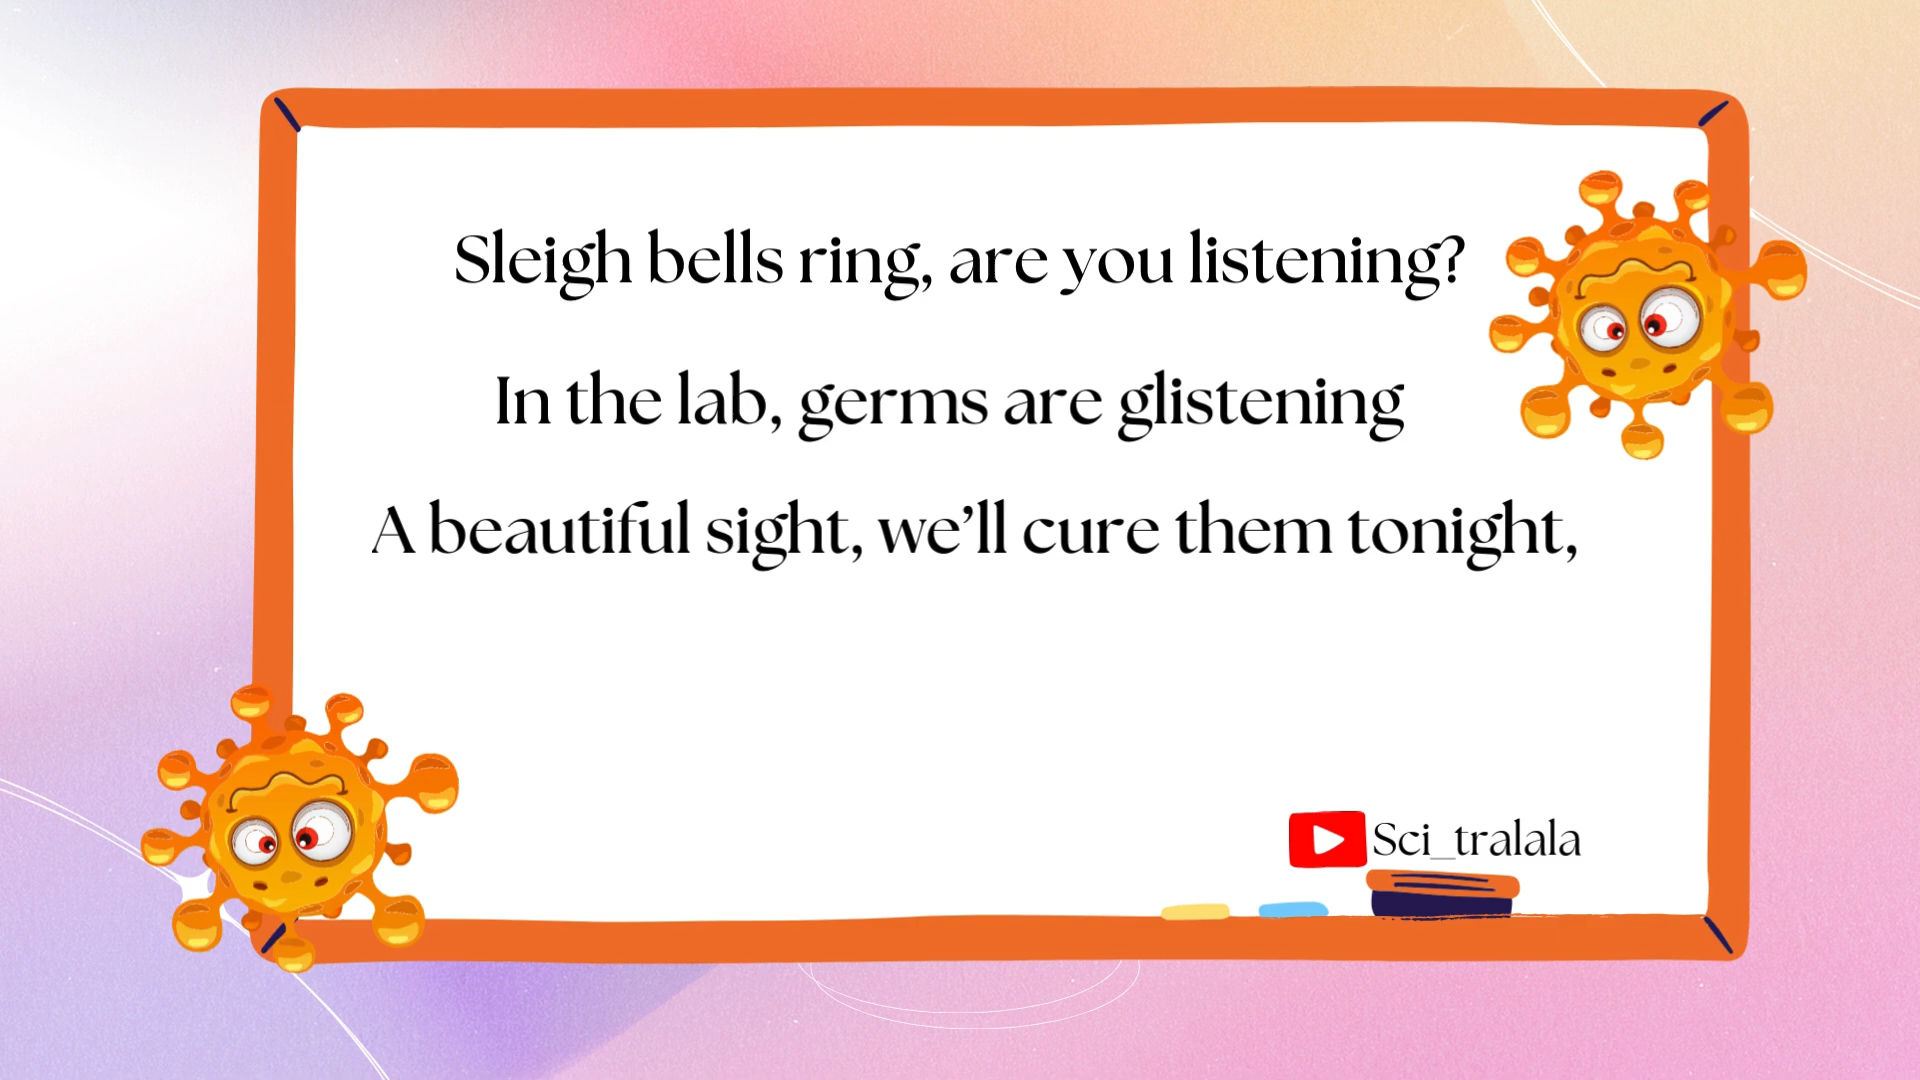 Sleigh bells ring, are you listening?
In the lab, germs are glistening
A beautiful sight, we’ll cure them tonight,
Sci_tralala